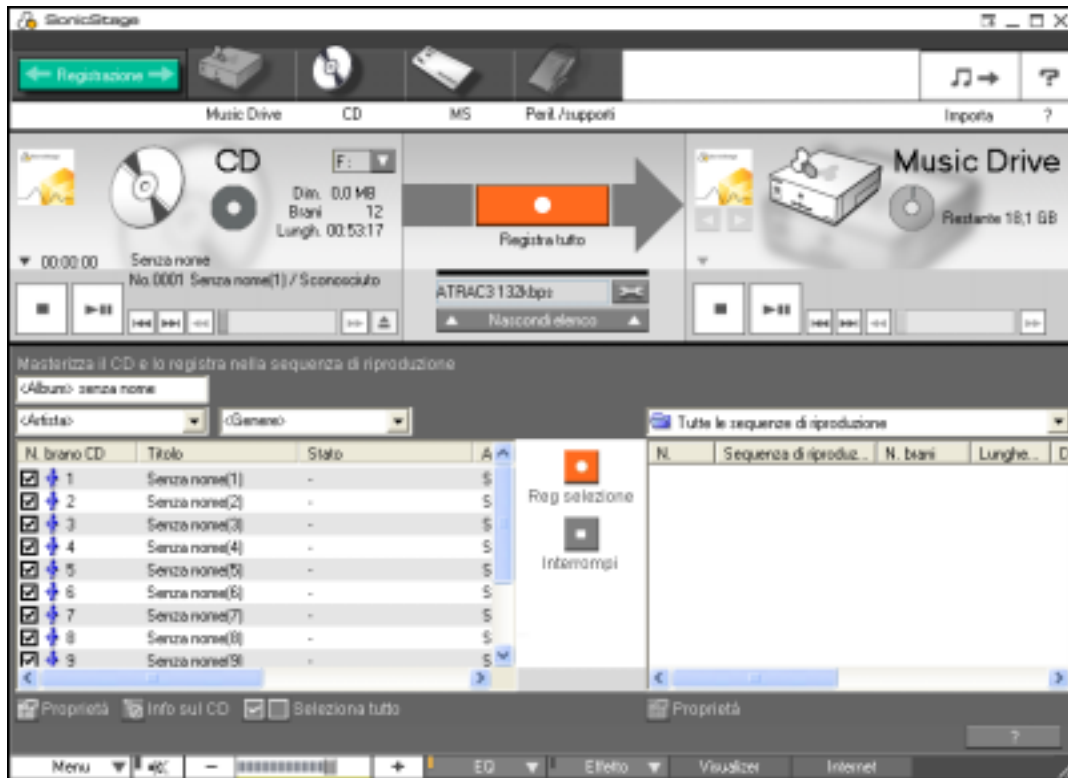 SonicStage
Registrazione
Music Drive
CD
MS
Perif./supporti
Importa
?
CD
F:
Dim. 0.0 MB
Brani 12
Lungh. 00:53:17
00:00:00
Senza nome
No.0001 Senza nome(1) / Sconosciuto
Registra tutto
ATRAC3 132kbps
Nascondi elenco
Music Drive
Restante 18,1 GB
Masterizza il CD e lo registra nella sequenza di riproduzione
<Album> senza nome
<Artista>
<Genere>
Tutte le sequenze di riproduzione
N. brano CD Titolo Stato A
1 Senza nome(1) - S
2 Senza nome(2) - S
3 Senza nome(3) - S
4 Senza nome(4) - S
5 Senza nome(5) - S
6 Senza nome(6) - S
7 Senza nome(7) - S
8 Senza nome(8) - S
9 Senza nome(9) - S
Reg selezione
Interrompi
N. Sequenza di riproduz... N. brani Lunghe... D
Proprietà
Info sul CD
Seleziona tutto
Proprietà
?
Menu
EQ
Effetto
Visualizer
Internet